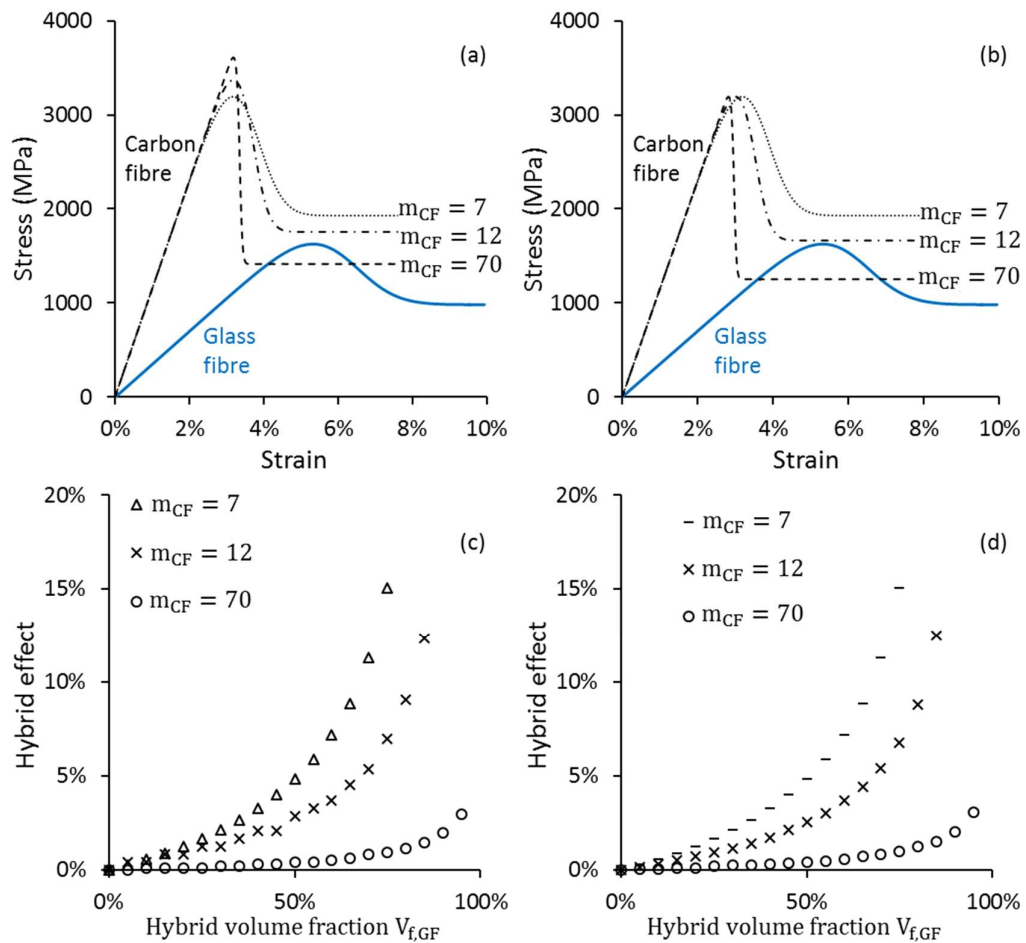 4000
3000
2000
1000
0
Stress (MPa)
(a)
Carbon
fibre
m_CF = 7
m_CF = 12
m_CF = 70
Glass
fibre
0% 2% 4% 6% 8% 10%
Strain
4000
3000
2000
1000
0
Stress (MPa)
(b)
Carbon
fibre
m_CF = 7
m_CF = 12
m_CF = 70
Glass
fibre
0% 2% 4% 6% 8% 10%
Strain
20%
15%
10%
5%
0%
Hybrid effect
m_CF = 7
m_CF = 12
m_CF = 70
(c)
0% 50% 100%
Hybrid volume fraction V_f,GF
20%
15%
10%
5%
0%
Hybrid effect
m_CF = 7
m_CF = 12
m_CF = 70
(d)
0% 50% 100%
Hybrid volume fraction V_f,GF